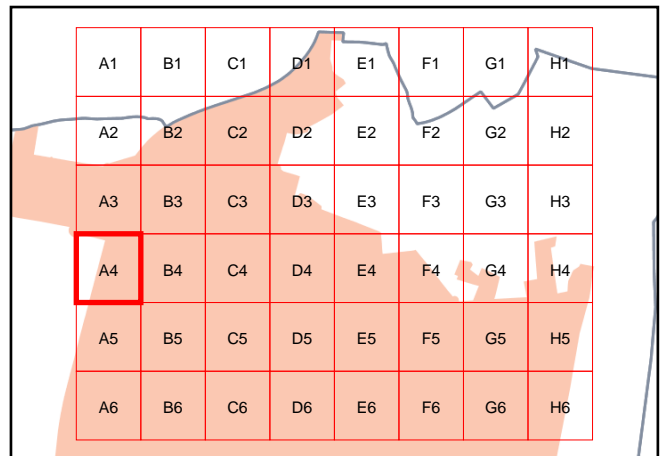 A1 B1 C1 D1 E1 F1 G1 H1
A2 B2 C2 D2 E2 F2 G2 H2
A3 B3 C3 D3 E3 F3 G3 H3
A4 B4 C4 D4 E4 F4 G4 H4
A5 B5 C5 D5 E5 F5 G5 H5
A6 B6 C6 D6 E6 F6 G6 H6